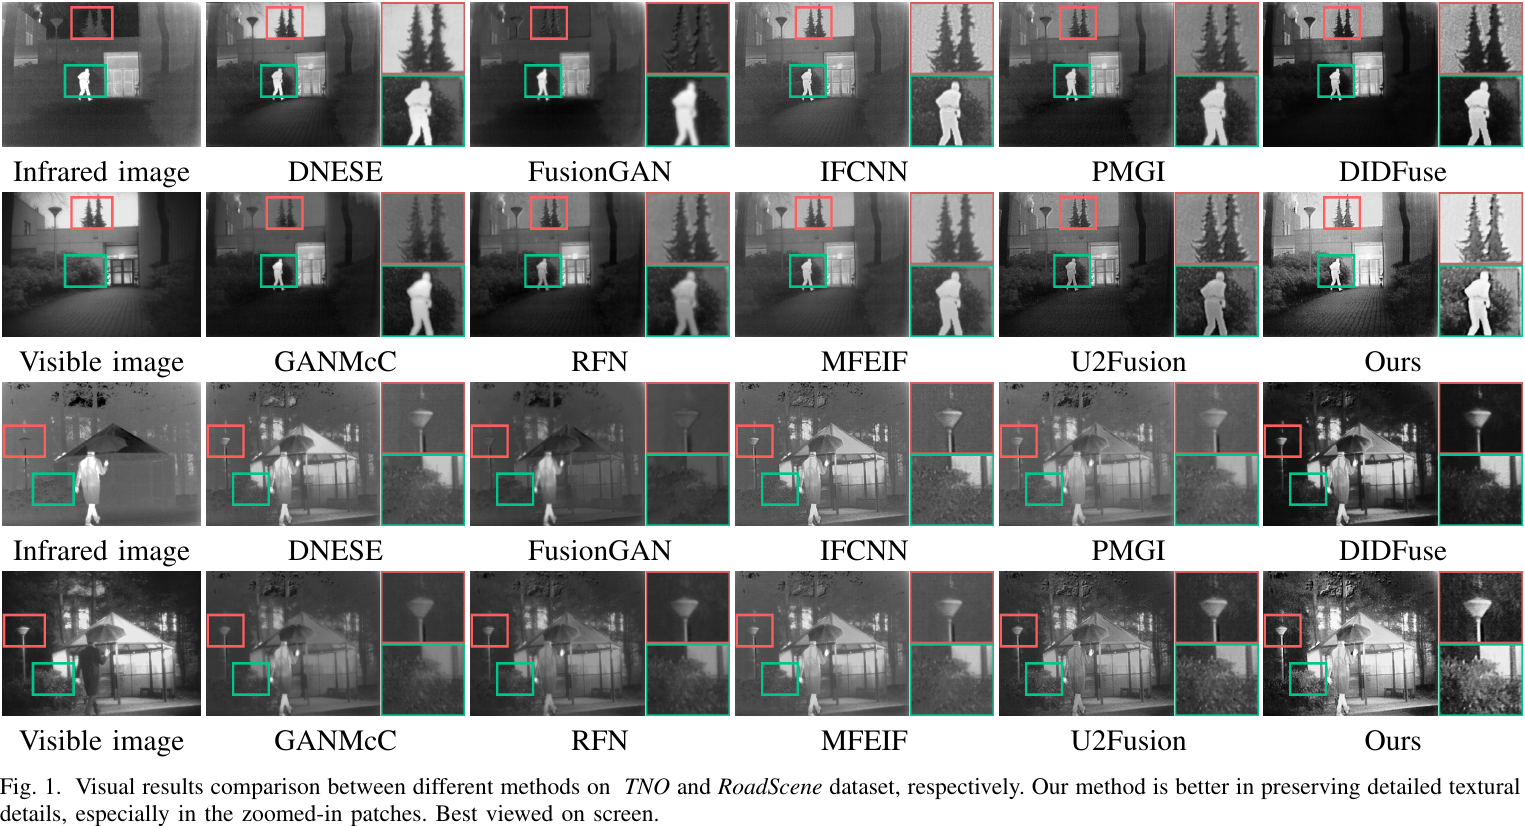 Infrared image DNESE FusionGAN IFCNN PMGI DIDFuse
Visible image GANMcC RFN MFEIF U2Fusion Ours
Infrared image DNESE FusionGAN IFCNN PMGI DIDFuse
Visible image GANMcC RFN MFEIF U2Fusion Ours
Fig. 1. Visual results comparison between different methods on TNO and RoadScene dataset, respectively. Our method is better in preserving detailed textural
details, especially in the zoomed-in patches. Best viewed on screen.